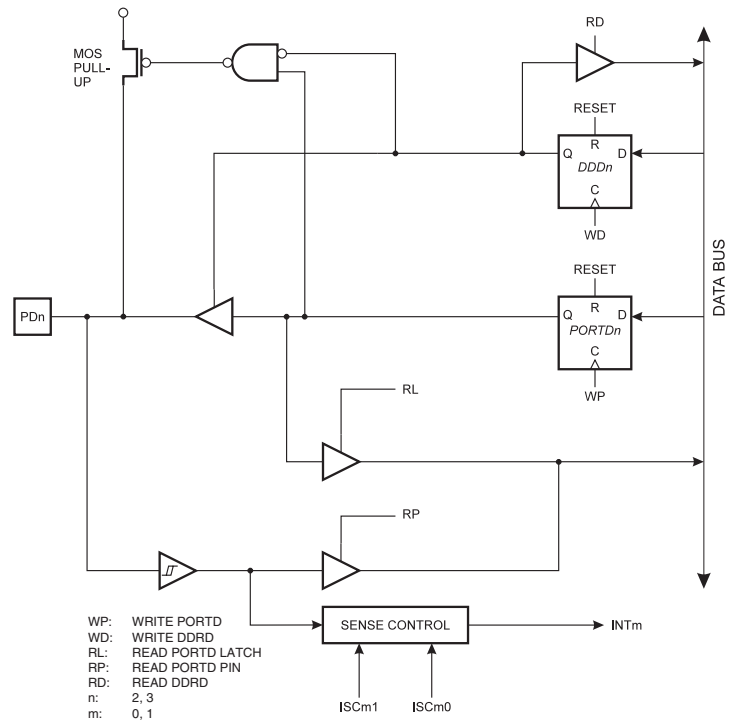 RD
MOS
PULL-
UP
RESET
R
Q
D
DDDn
C
WD
DATA BUS
RESET
PDn
R
Q
D
PORTDn
C
WP
RL
RP
WP: WRITE PORTD
WD: WRITE DDRD
RL: READ PORTD LATCH
RP: READ PORTD PIN
RD: READ DDRD
n: 2, 3
m: 0, 1
SENSE CONTROL
INTm
ISCm1
ISCm0